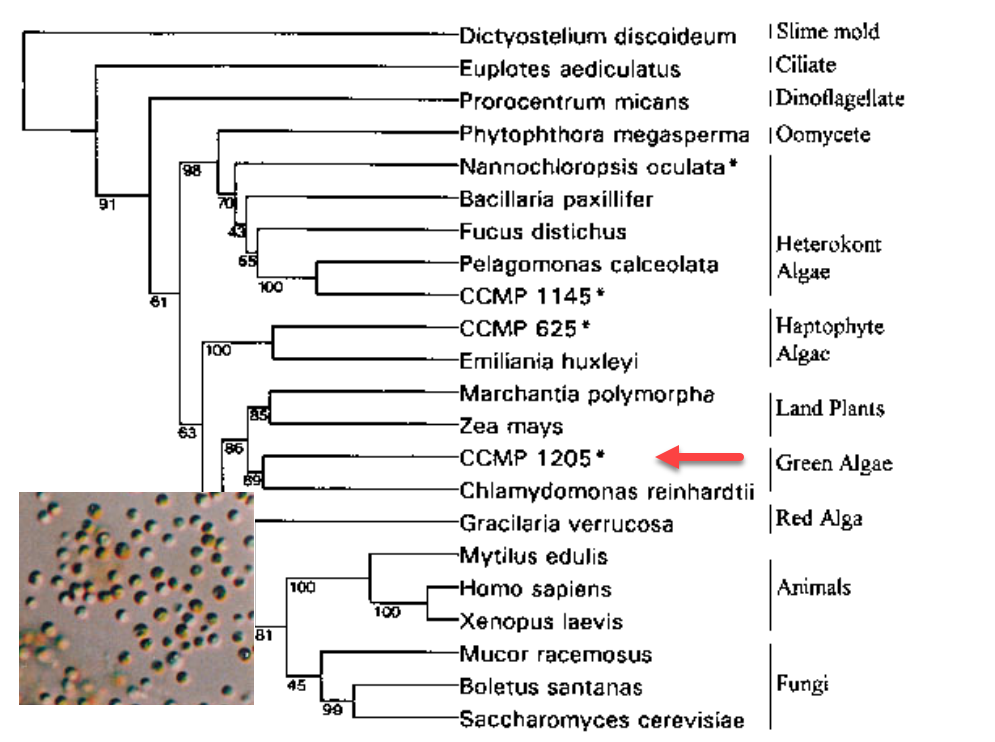 Dictyostelium discoideum Slime mold
Euplotes aediculatus Ciliate
Prorocentrum micans Dinoflagellate
Phytophthora megasperma Oomycete
98 Nannochloropsis oculata*
91 70 Bacillaria paxillifer
43 Fucus distichus
Heterokont
65 Pelagomonas calceolata
Algae
100
61 CCMP 1145*
CCMP 625* Haptophyte
100 Emiliania huxleyi Algae
Marchantia polymorpha
85 Land Plants
63 Zea mays
86 CCMP 1205*
Green Algae
69 Chlamydomonas reinhardtii
Gracilaria verrucosa Red Alga
Mytilus edulis
100 Homo sapiens Animals
100
81 Xenopus laevis
Mucor racemosus
45 Boletus santanas Fungi
99 Saccharomyces cerevisiae